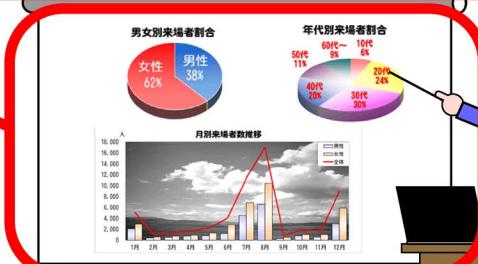 男女別来場者割合
女性
62%
男性
38%
年代別来場者割合
10代
6%
20代
24%
30代
30%
40代
20%
50代
11%
60代～
9%
月別来場者数推移
人
18,000
16,000
14,000
12,000
10,000
8,000
6,000
4,000
2,000
0
男性
女性
全体
1月 2月 3月 4月 5月 6月 7月 8月 9月 10月 11月 12月